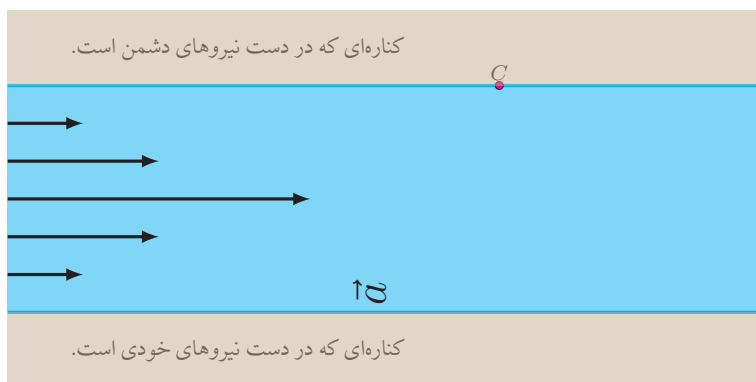 کناره‌ای که در دست نیروهای دشمن است.
C
a
کناره‌ای که در دست نیروهای خودی است.